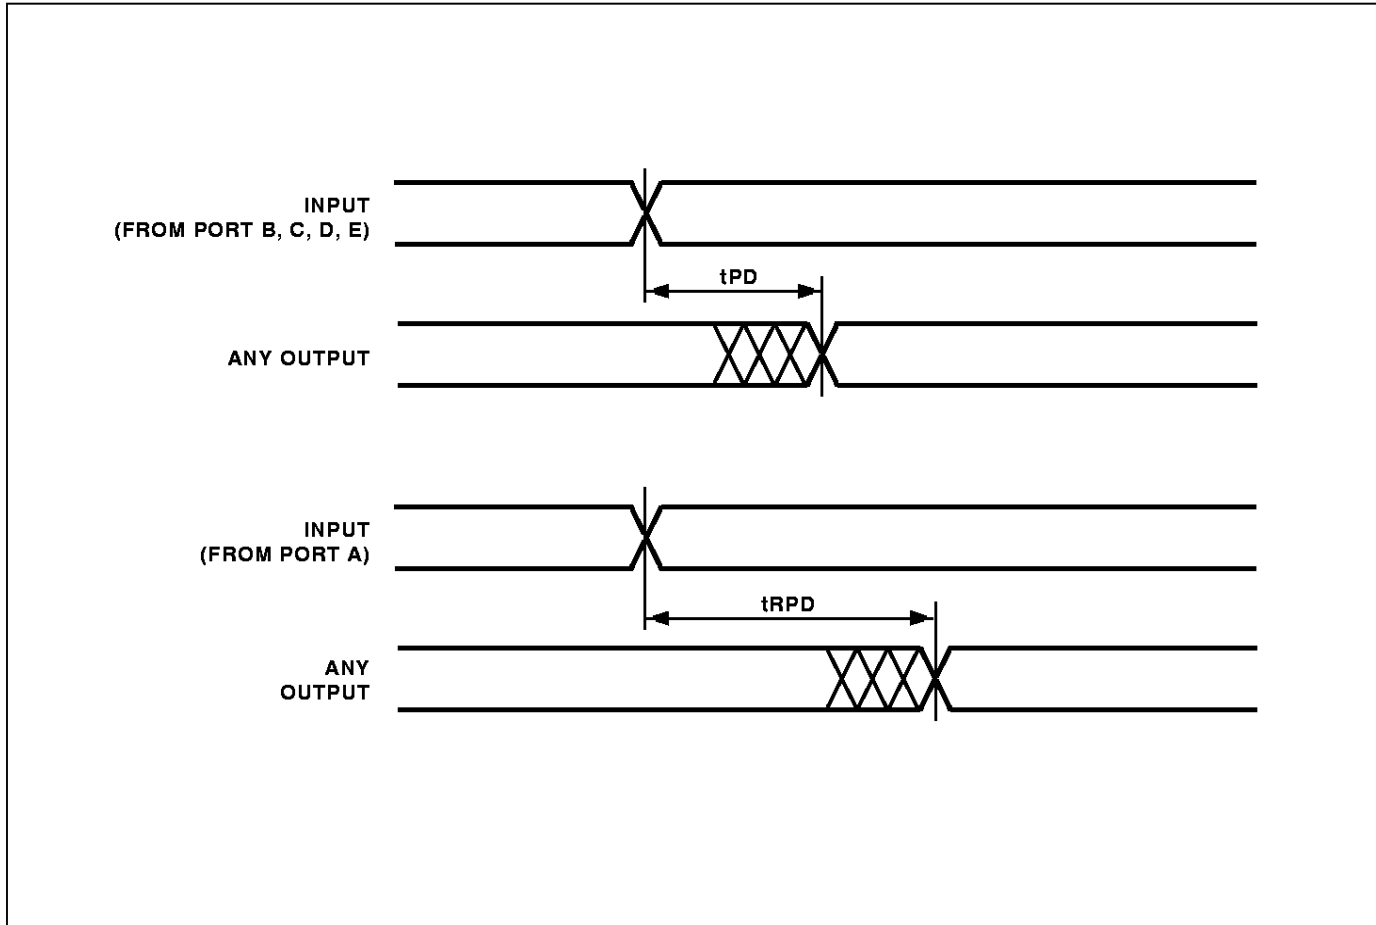 INPUT
(FROM PORT B, C, D, E)
tPD
ANY OUTPUT
INPUT
(FROM PORT A)
tRPD
ANY
OUTPUT